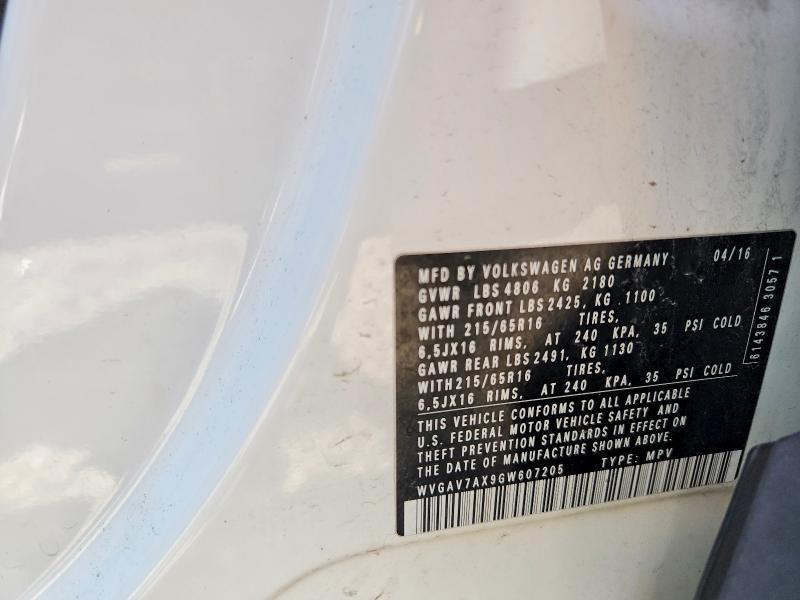 MFD BY VOLKSWAGEN AG GERMANY 04/16
GVWR LBS 4806 KG 2180
GAWR FRONT LBS 2425, KG 1100
WITH 215/65R16 TIRES,
6,5JX16 RIMS, AT 240 KPA, 35 PSI COLD
GAWR REAR LBS 2491, KG 1130
WITH 215/65R16 TIRES,
6,5JX16 RIMS, AT 240 KPA, 35 PSI COLD
THIS VEHICLE CONFORMS TO ALL APPLICABLE
U.S. FEDERAL MOTOR VEHICLE SAFETY AND
THEFT PREVENTION STANDARDS IN EFFECT ON
THE DATE OF MANUFACTURE SHOWN ABOVE.
WVGAV7AX9GW607205 TYPE: MPV
6143846 3057 1